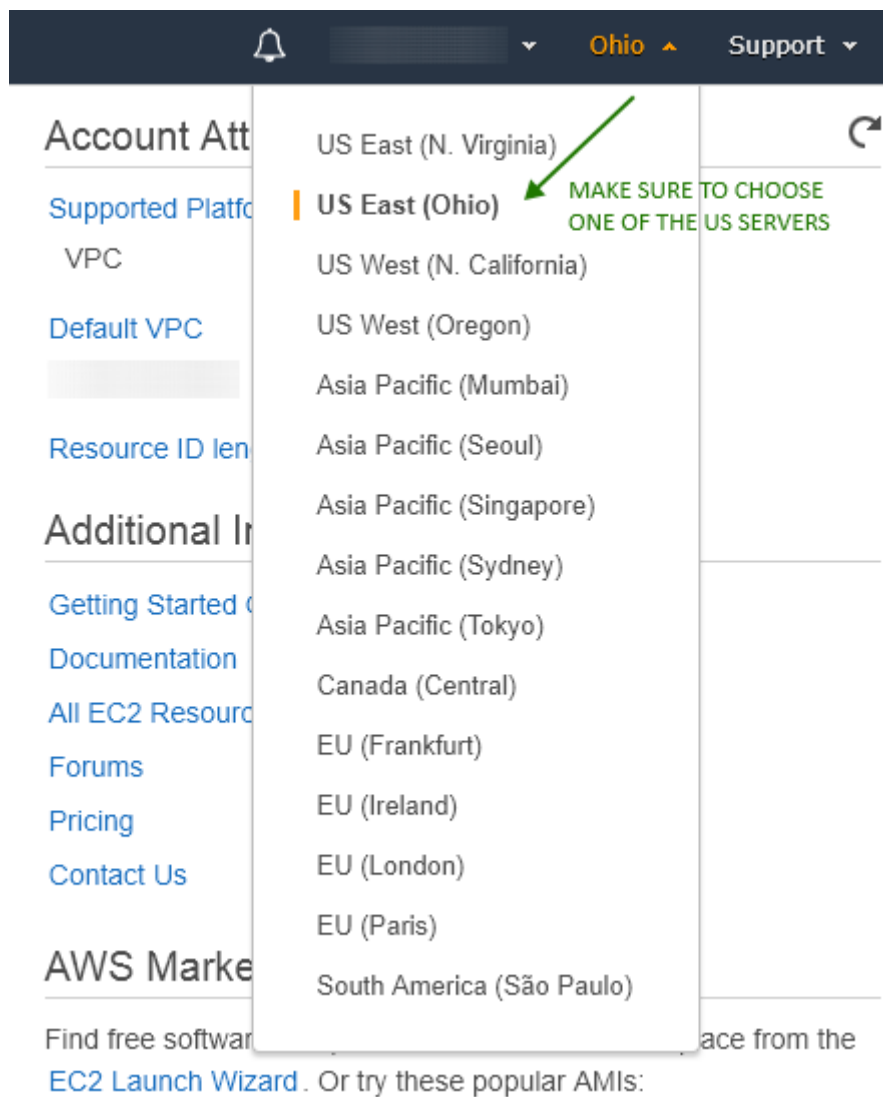 Ohio Support
Account Att
Supported Platfo
VPC
Default VPC
Resource ID len
Additional In
Getting Started
Documentation
All EC2 Resourc
Forums
Pricing
Contact Us
AWS Marke
Find free softwar
ace from the
EC2 Launch Wizard. Or try these popular AMIs:
US East (N. Virginia)
US East (Ohio)
US West (N. California)
US West (Oregon)
Asia Pacific (Mumbai)
Asia Pacific (Seoul)
Asia Pacific (Singapore)
Asia Pacific (Sydney)
Asia Pacific (Tokyo)
Canada (Central)
EU (Frankfurt)
EU (Ireland)
EU (London)
EU (Paris)
South America (São Paulo)
MAKE SURE TO CHOOSE
ONE OF THE US SERVERS